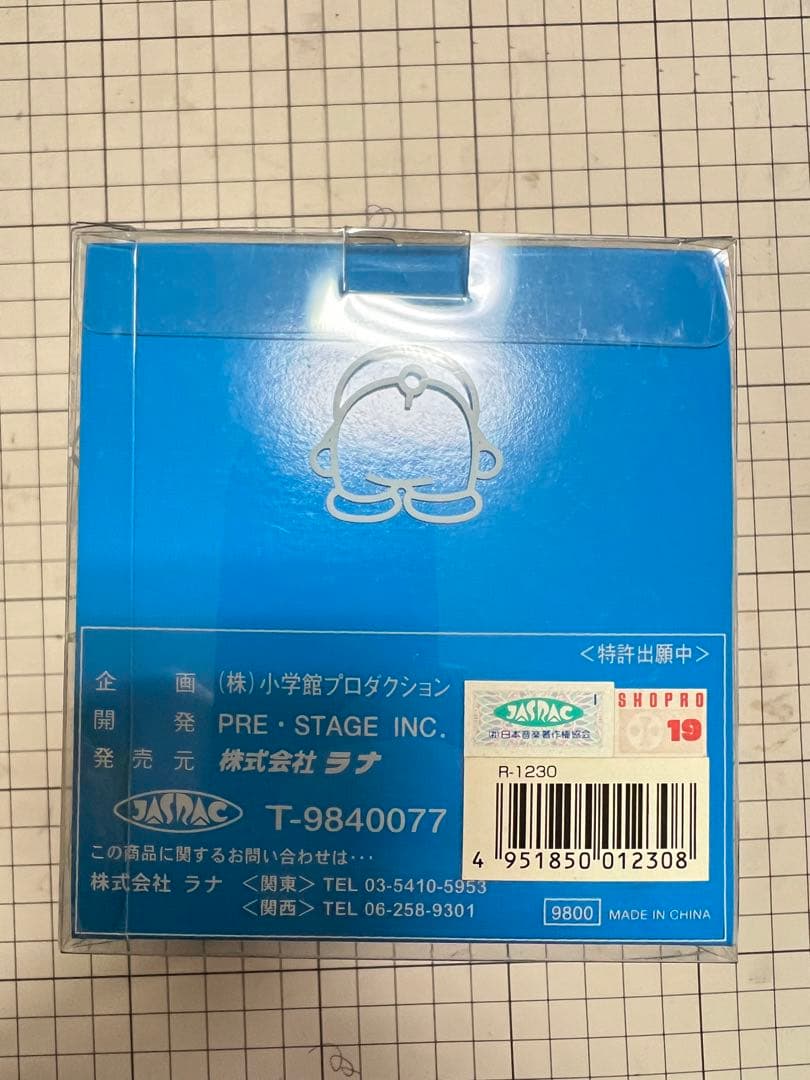 <特許出願中>
企画 (株)小学館プロダクション
開発 PRE・STAGE INC.
発売元 株式会社 ラナ
JASRAC T-9840077
この商品に関するお問い合わせは・・・
株式会社 ラナ <関東> TEL 03-5410-5953
<関西> TEL 06-258-9301
JASRAC
(社)日本音楽著作権協会
I
SHOPRO
19
R-1230
4 951850 012308
9800 MADE IN CHINA